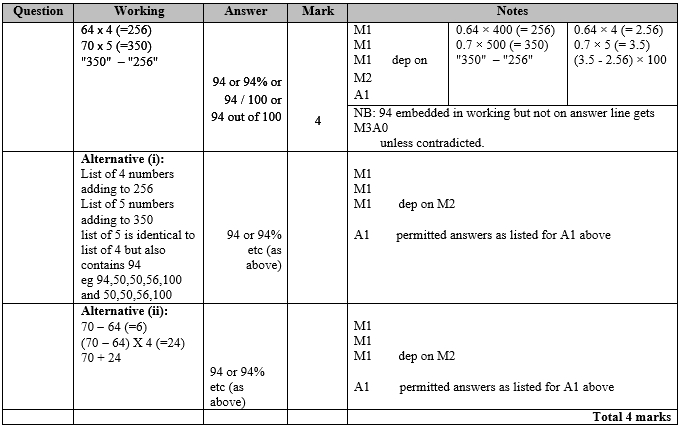 Question Working Answer Mark Notes
64 x 4 (=256)
70 x 5 (=350)
"350" – "256"
94 or 94% or
94 / 100 or
94 out of 100
4
M1 0.64 × 400 (= 256) 0.64 × 4 (= 2.56)
M1 0.7 × 500 (= 350) 0.7 × 5 (= 3.5)
M1 dep on "350" – "256" (3.5 - 2.56) × 100
M2
A1
NB: 94 embedded in working but not on answer line gets
M3A0
unless contradicted.
Alternative (i):
List of 4 numbers
adding to 256
List of 5 numbers
adding to 350
list of 5 is identical to
list of 4 but also
contains 94
eg 94,50,50,56,100
and 50,50,56,100
94 or 94%
etc (as
above)
M1
M1
M1 dep on M2
A1 permitted answers as listed for A1 above
Alternative (ii):
70 – 64 (=6)
(70 – 64) X 4 (=24)
70 + 24
94 or 94%
etc (as
above)
M1
M1
M1 dep on M2
A1 permitted answers as listed for A1 above
Total 4 marks